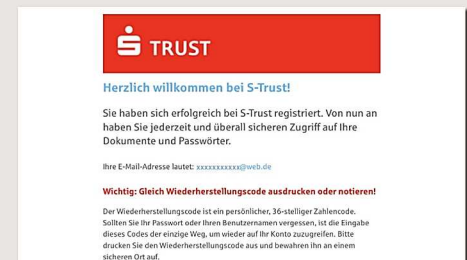 TRUST
Herzlich willkommen bei S-Trust!
Sie haben sich erfolgreich bei S-Trust registriert. Von nun an
haben Sie jederzeit und überall sicheren Zugriff auf Ihre
Dokumente und Passwörter.
Ihre E-Mail-Adresse lautet: xxxxxxxxxxx@web.de
Wichtig: Gleich Wiederherstellungscode ausdrucken oder notieren!
Der Wiederherstellungscode ist ein persönlicher, 36-stelliger Zahlencode.
Sollten Sie Ihr Passwort oder Ihren Benutzernamen vergessen, ist die Eingabe
dieses Codes der einzige Weg, um wieder auf Ihr Konto zuzugreifen. Bitte
drucken Sie den Wiederherstellungscode aus und bewahren ihn an einem
sicheren Ort auf.